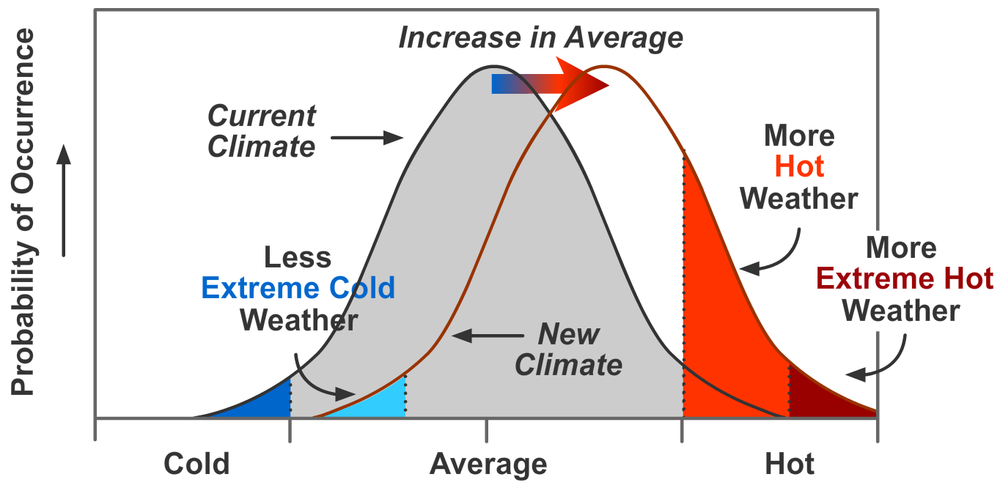 Increase in Average
Probability of Occurrence
Current
Climate
More
Hot
Weather
Less
Extreme Cold
Weather
More
Extreme Hot
Weather
New
Climate
Cold
Average
Hot